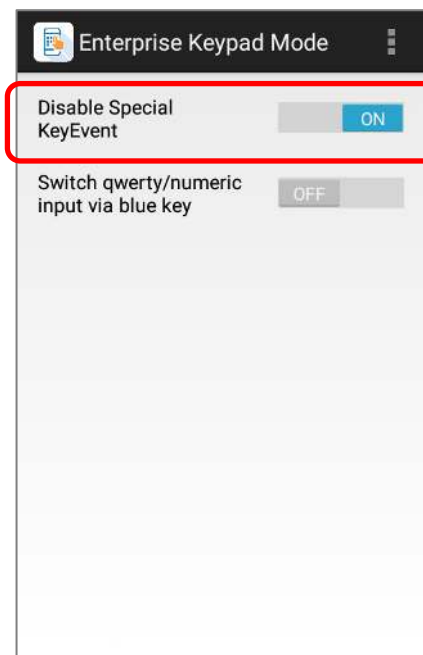 Enterprise Keypad Mode
Disable Special
KeyEvent
ON
Switch qwerty/numeric
input via blue key
OFF